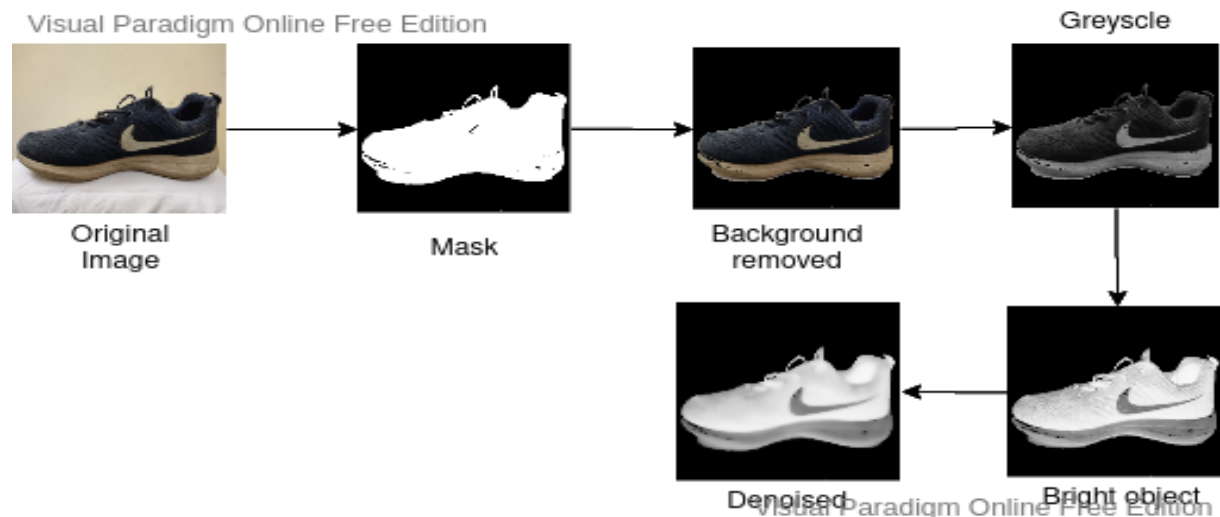 Visual Paradigm Online Free Edition
Greyscle
Original
Image
Mask
Background
removed
Denoised
Bright object
Visual Paradigm Online Free Edition